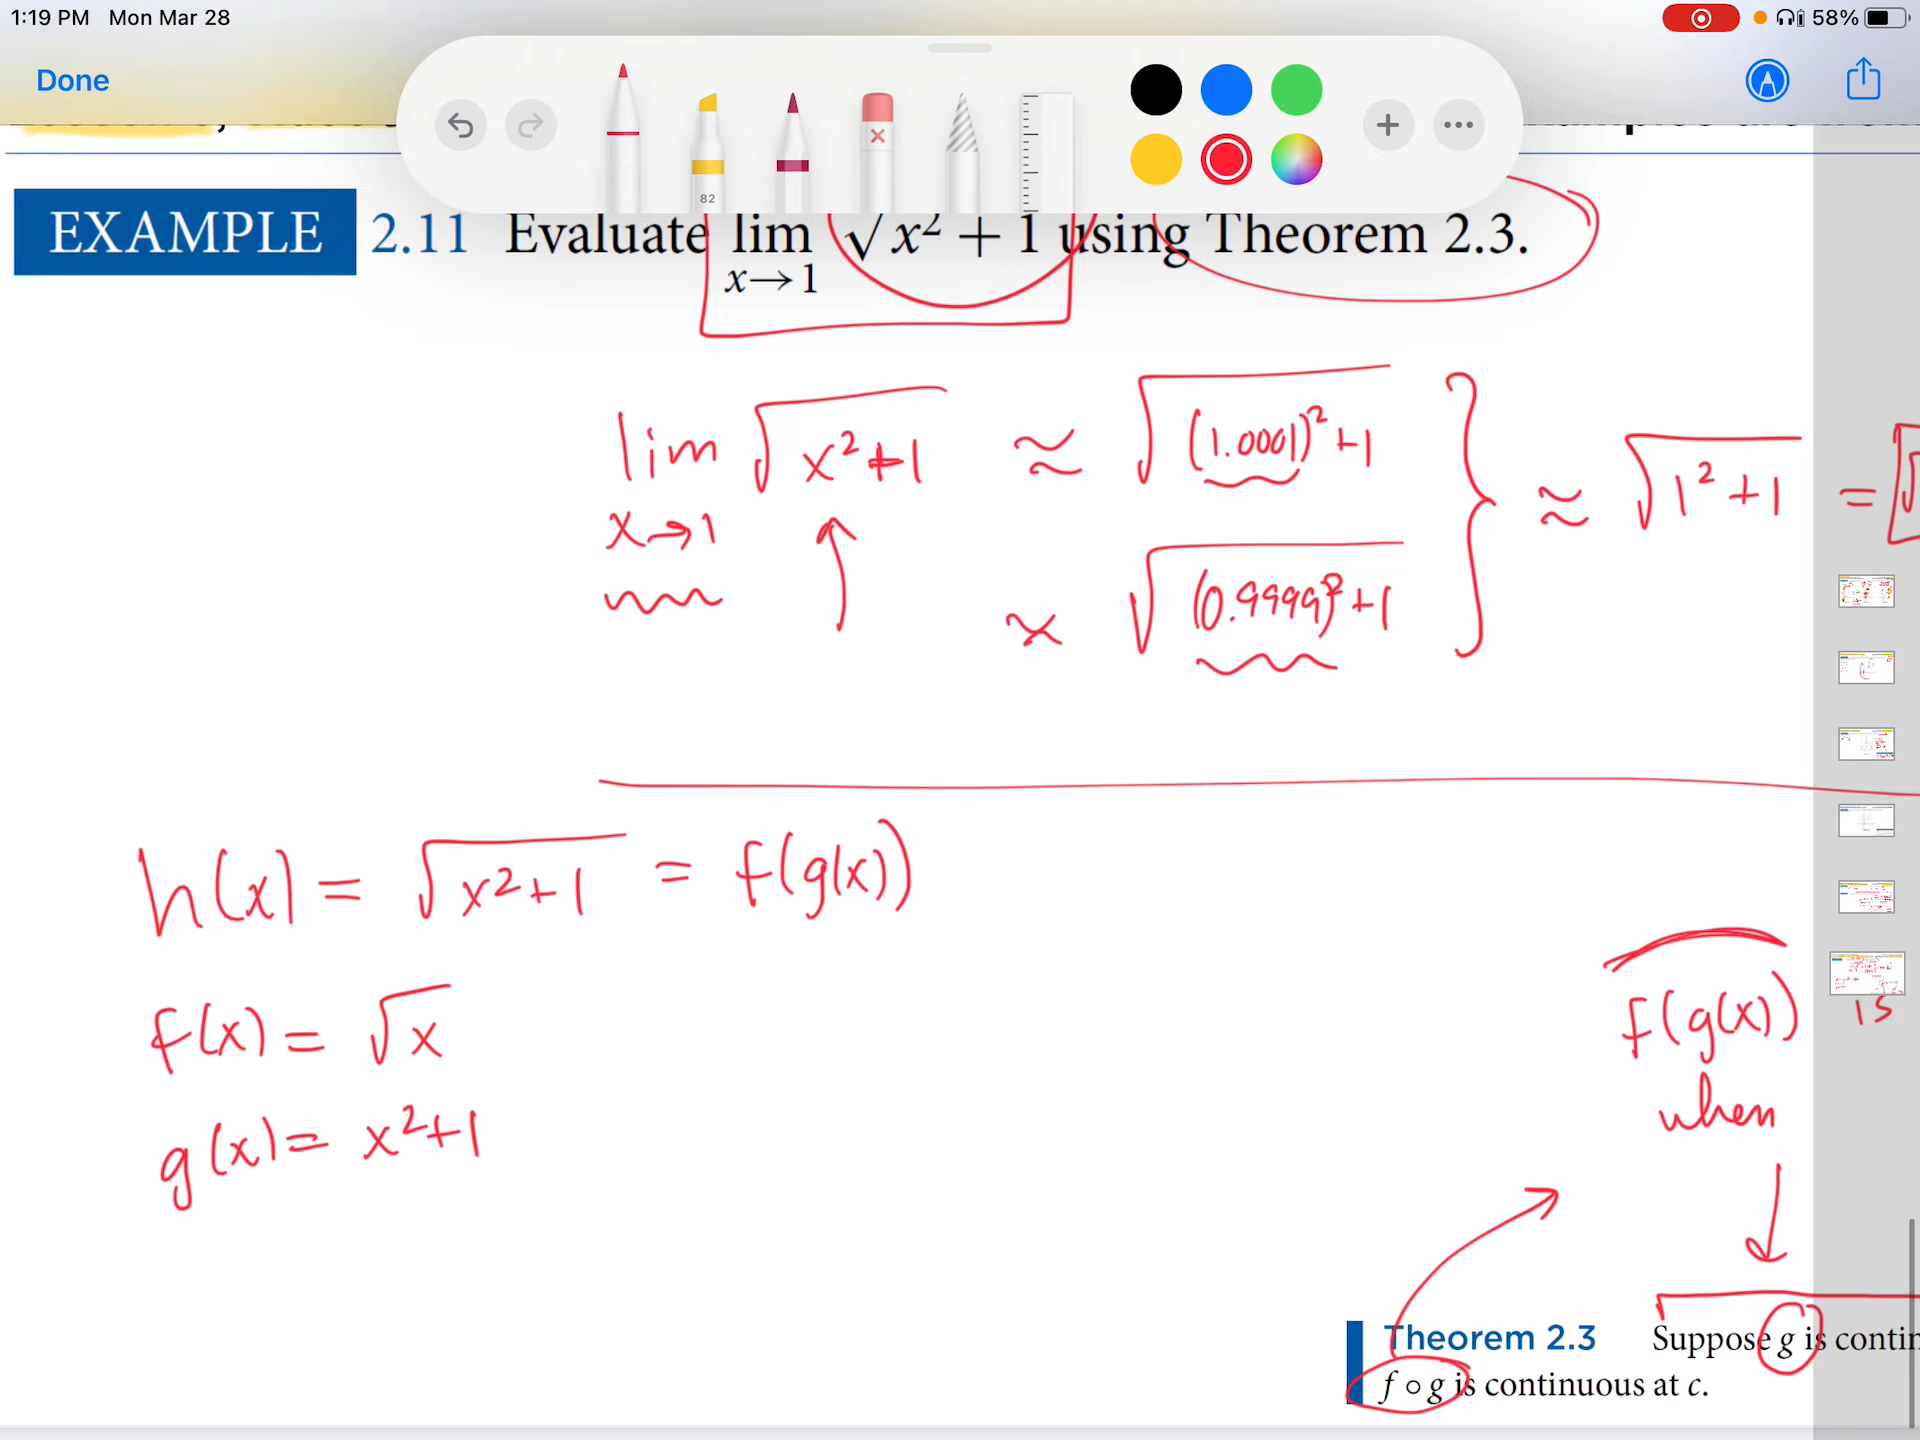 1:19 PM Mon Mar 28
58%
Done
82
EXAMPLE 2.11 Evaluate lim √x² + 1 using Theorem 2.3.
x→1
lim √x²+1 ≈ √(1.0001)²+1
x→1
≈ √(0.9999)²+1
≈ √1²+1 = √
h(x) = √x²+1 = f(g(x))
f(x) = √x
g(x) = x²+1
f(g(x)) is
when
Theorem 2.3 Suppose g is contin
f ∘ g is continuous at c.